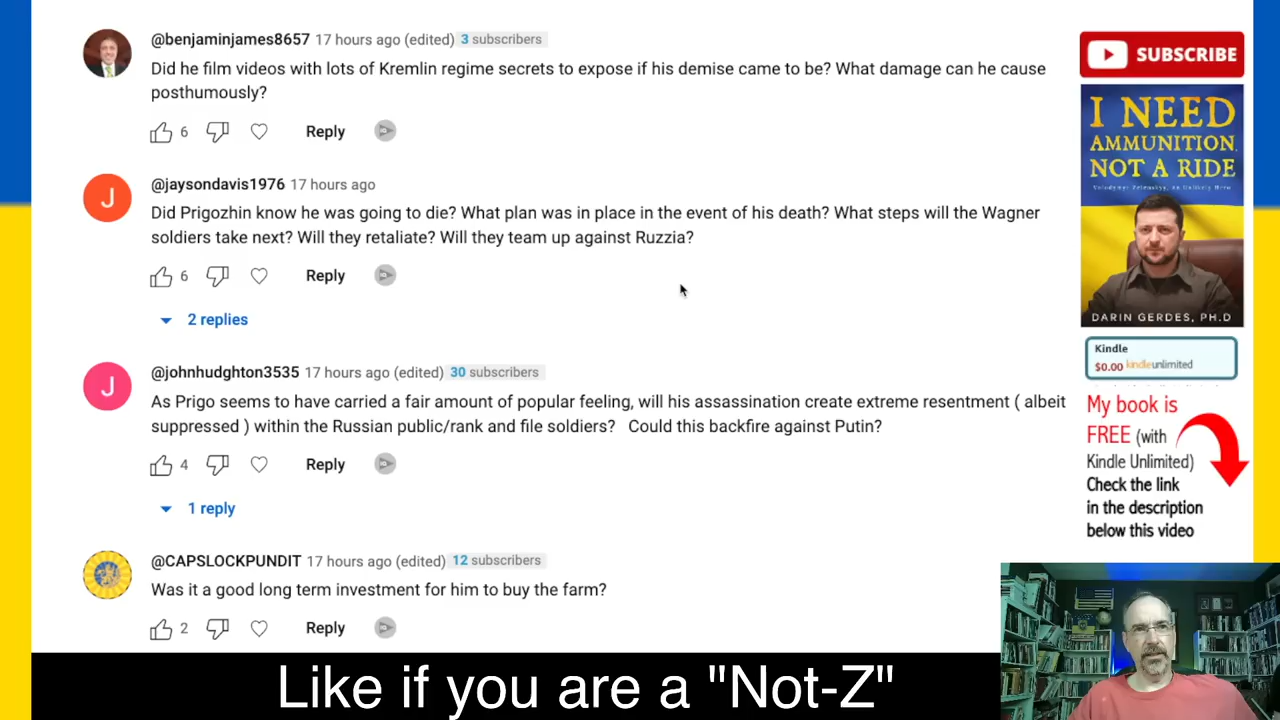 @benjaminjames8657 17 hours ago (edited) 3 subscribers
Did he film videos with lots of Kremlin regime secrets to expose if his demise came to be? What damage can he cause
posthumously?
6 Reply
@jaysondavis1976 17 hours ago
J
Did Prigozhin know he was going to die? What plan was in place in the event of his death? What steps will the Wagner
soldiers take next? Will they retaliate? Will they team up against Ruzzia?
6 Reply
2 replies
@johnhudghton3535 17 hours ago (edited) 30 subscribers
J
As Prigo seems to have carried a fair amount of popular feeling, will his assassination create extreme resentment ( albeit
suppressed ) within the Russian public/rank and file soldiers? Could this backfire against Putin?
4 Reply
1 reply
@CAPSLOCKPUNDIT 17 hours ago (edited) 12 subscribers
Was it a good long term investment for him to buy the farm?
2 Reply
SUBSCRIBE
I NEED
AMMUNITION,
NOT A RIDE
Volodymyr Zelenskyy, An Unlikely Hero
DARIN GERDES, PH.D
Kindle
$0.00 kindleunlimited
My book is
FREE (with
Kindle Unlimited)
Check the link
in the description
below this video
Like if you are a "Not-Z"